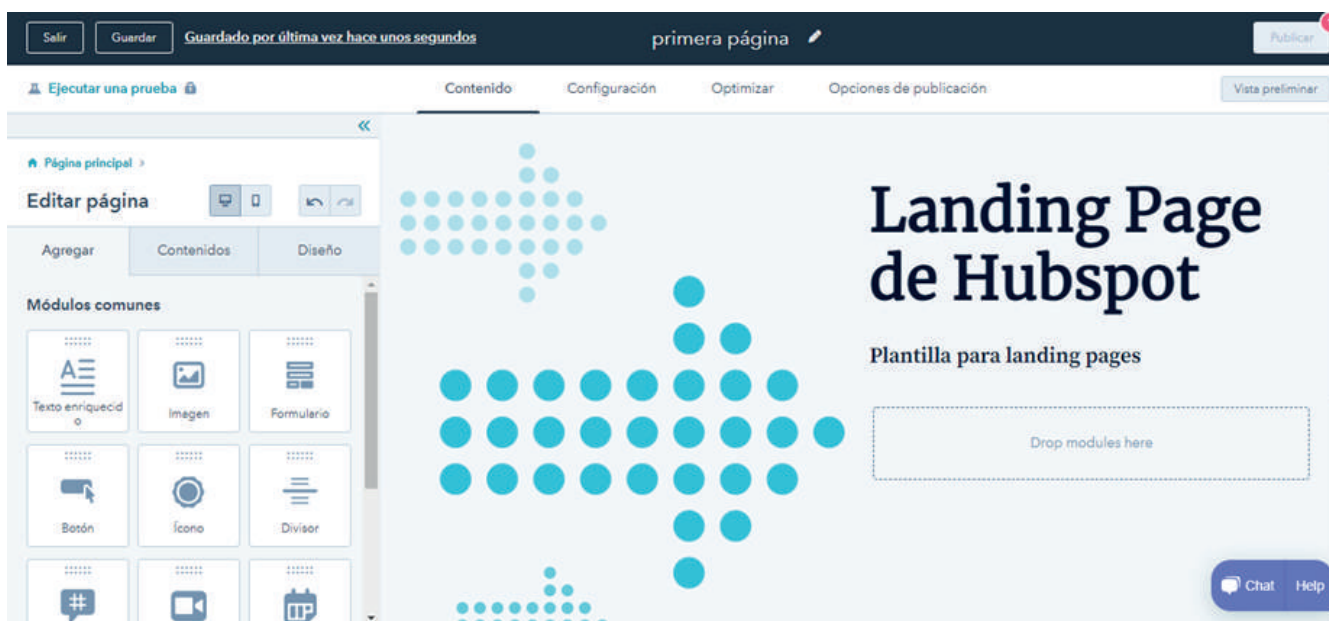 Salir
Guardar
Guardado por última vez hace unos segundos
primera página
Publicar
Ejecutar una prueba
Contenido
Configuración
Optimizar
Opciones de publicación
Vista preliminar
Página principal
Editar página
Agregar
Contenidos
Diseño
Módulos comunes
Texto enriquecid
o
Imagen
Formulario
Botón
Ícono
Divisor
Landing Page
de Hubspot
Plantilla para landing pages
Drop modules here
Chat
Help